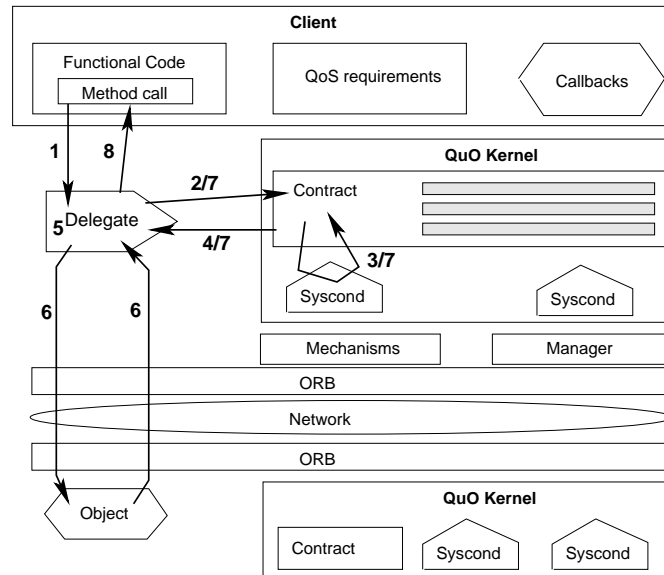 Client
Functional Code
Method call
QoS requirements
Callbacks
1
8
2/7
QuO Kernel
Contract
5
Delegate
4/7
3/7
Syscond
Syscond
6
6
Mechanisms
Manager
ORB
Network
ORB
Object
QuO Kernel
Contract
Syscond
Syscond